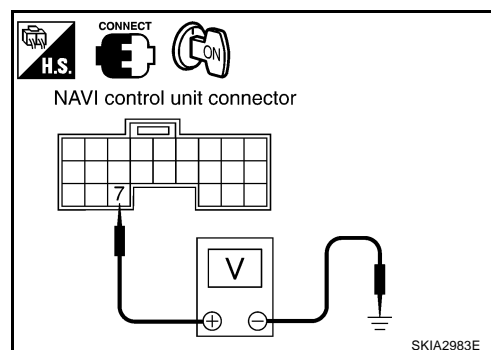 CONNECT
H.S.
ON
NAVI control unit connector
7
V
+ -
SKIA2983E